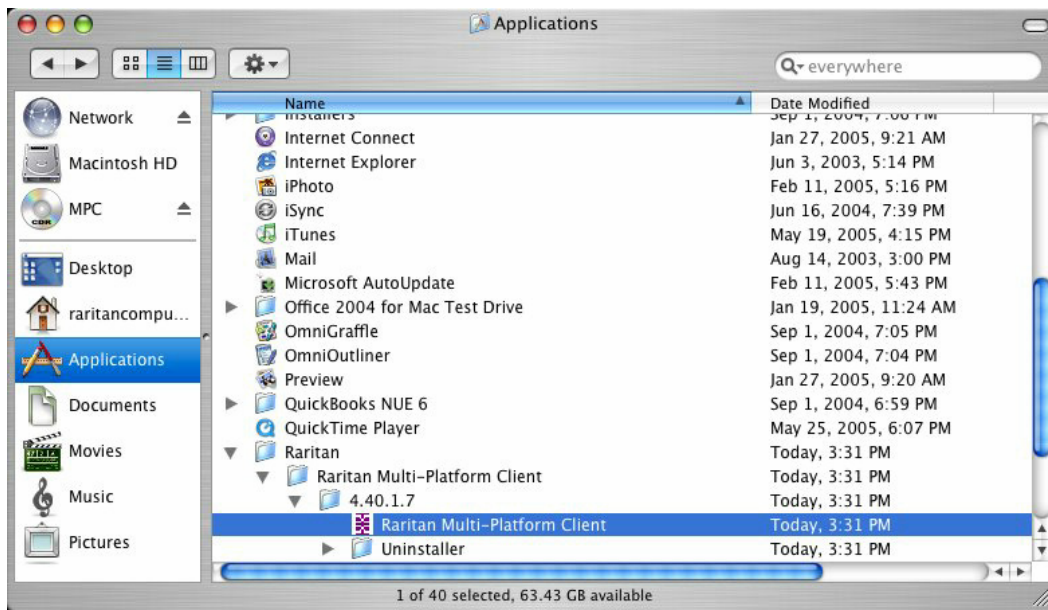 Applications
everywhere
Name Date Modified
Network
Macintosh HD
MPC
Desktop
raritancompu...
Applications
Documents
Movies
Music
Pictures
Installers Sep 1, 2004, 7:06 PM
Internet Connect Jan 27, 2005, 9:21 AM
Internet Explorer Jun 3, 2003, 5:14 PM
iPhoto Feb 11, 2005, 5:16 PM
iSync Jun 16, 2004, 7:39 PM
iTunes May 19, 2005, 4:15 PM
Mail Aug 14, 2003, 3:00 PM
Microsoft AutoUpdate Feb 11, 2005, 5:43 PM
Office 2004 for Mac Test Drive Jan 19, 2005, 11:24 AM
OmniGraffle Sep 1, 2004, 7:05 PM
OmniOutliner Sep 1, 2004, 7:04 PM
Preview Jan 27, 2005, 9:20 AM
QuickBooks NUE 6 Sep 1, 2004, 6:59 PM
QuickTime Player May 25, 2005, 6:07 PM
Raritan Today, 3:31 PM
Raritan Multi-Platform Client Today, 3:31 PM
4.40.1.7 Today, 3:31 PM
Raritan Multi-Platform Client Today, 3:31 PM
Uninstaller Today, 3:31 PM
1 of 40 selected, 63.43 GB available